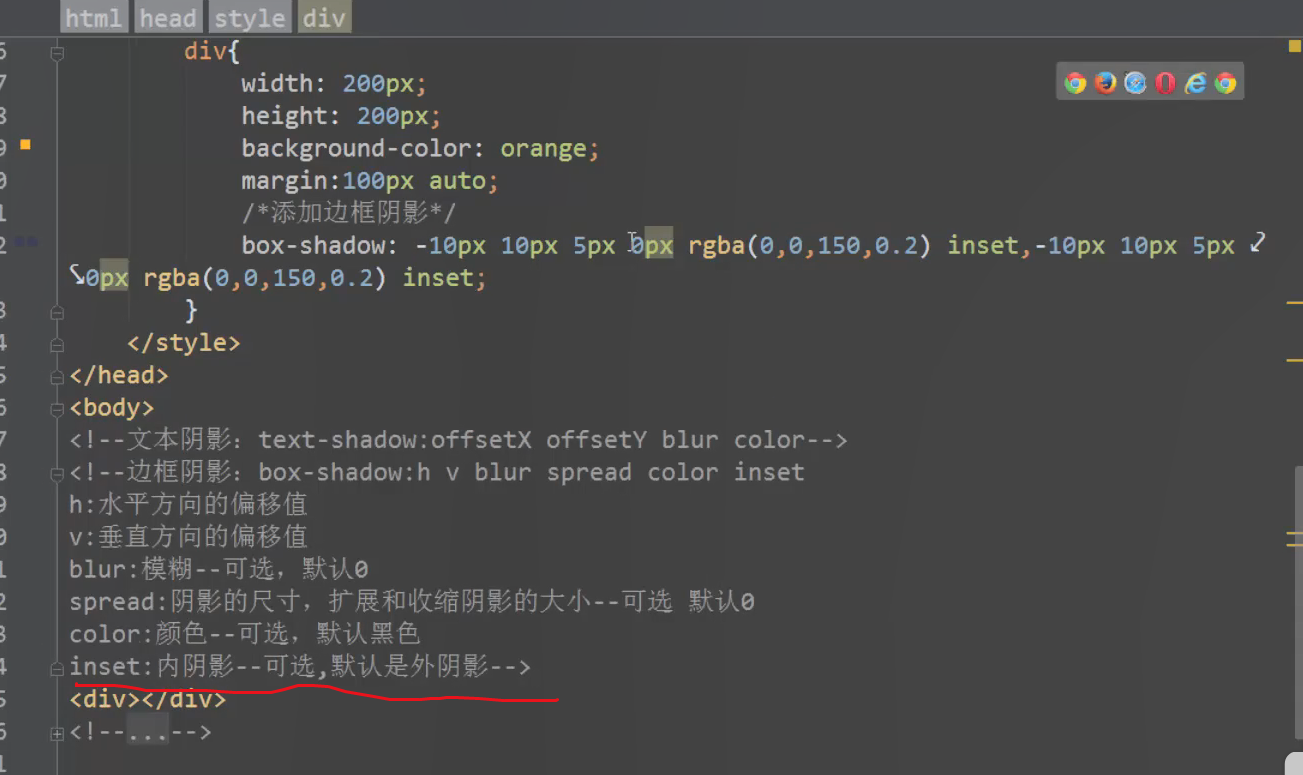 html head style div
6 div{
7 width: 200px;
8 height: 200px;
9 background-color: orange;
0 margin:100px auto;
1 /*添加边框阴影*/
2 box-shadow: -10px 10px 5px 0px rgba(0,0,150,0.2) inset,-10px 10px 5px
0px rgba(0,0,150,0.2) inset;
3 }
4 </style>
5 </head>
6 <body>
7 <!--文本阴影：text-shadow:offsetX offsetY blur color-->
8 <!--边框阴影：box-shadow:h v blur spread color inset
9 h:水平方向的偏移值
0 v:垂直方向的偏移值
1 blur:模糊--可选，默认0
2 spread:阴影的尺寸，扩展和收缩阴影的大小--可选 默认0
3 color:颜色--可选，默认黑色
4 inset:内阴影--可选,默认是外阴影-->
5 <div></div>
6 <!--...-->
1